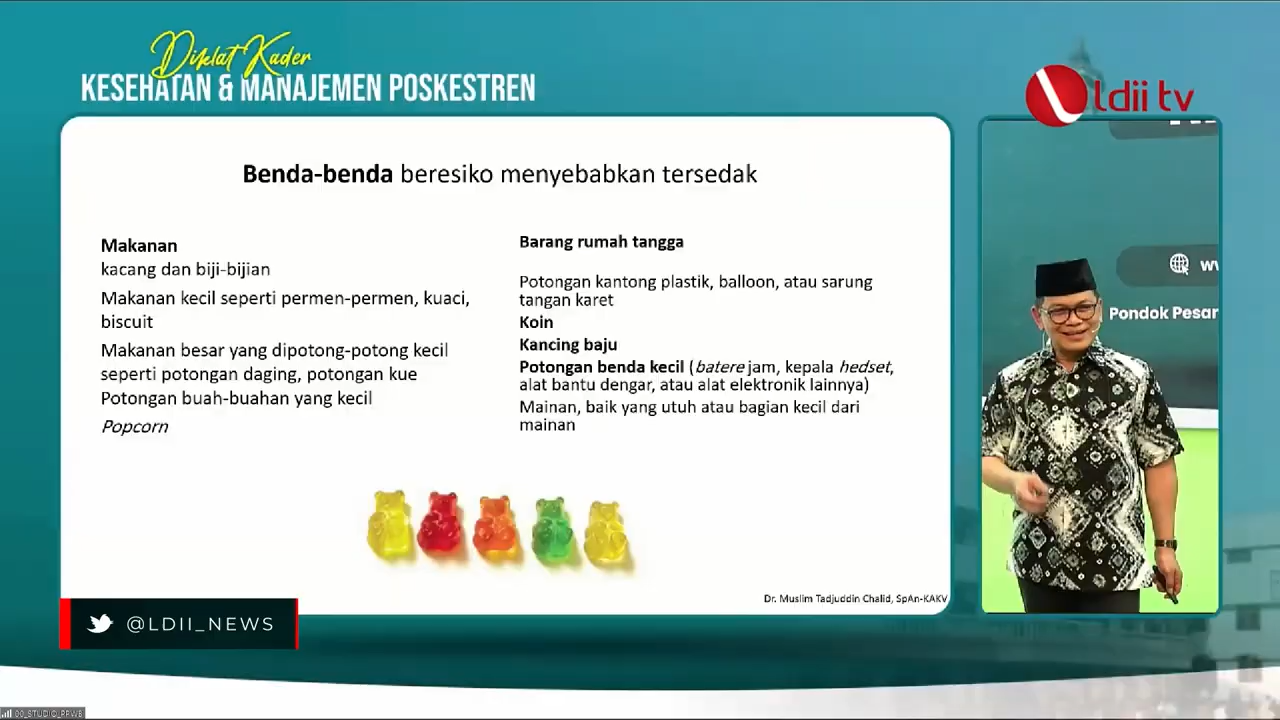 Diklat Kader
KESEHATAN & MANAJEMEN POSKESTREN
ldii tv
Benda-benda beresiko menyebabkan tersedak
Makanan
kacang dan biji-bijian
Makanan kecil seperti permen-permen, kuaci,
biscuit
Makanan besar yang dipotong-potong kecil
seperti potongan daging, potongan kue
Potongan buah-buahan yang kecil
Popcorn
Barang rumah tangga
Potongan kantong plastik, balloon, atau sarung
tangan karet
Koin
Kancing baju
Potongan benda kecil (batere jam, kepala hedset,
alat bantu dengar, atau alat elektronik lainnya)
Mainan, baik yang utuh atau bagian kecil dari
mainan
Dr. Muslim Tadjuddin Chalid, SpAn-KAKV
Pondok Pesan
@LDII_NEWS